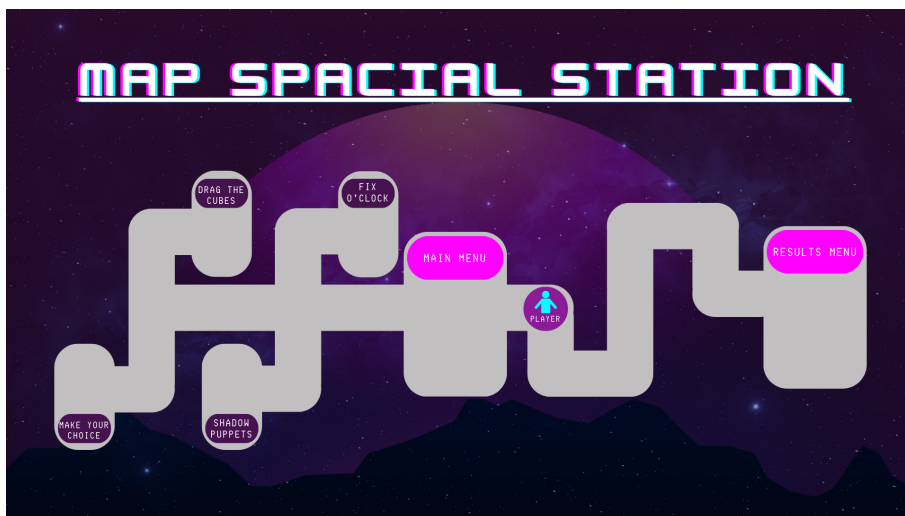 MAP SPACIAL STATION
DRAG THE
CUBES
FIX
O'CLOCK
MAIN MENU
RESULTS MENU
PLAYER
MAKE YOUR
CHOICE
SHADOW
PUPPETS